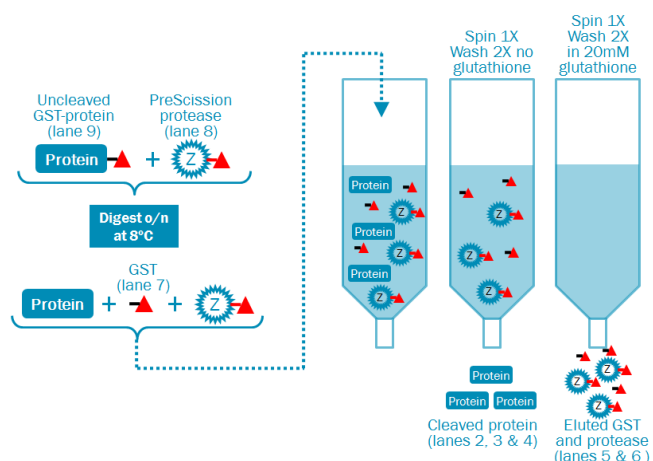 Uncleaved
GST-protein
(lane 9)
PreScission
protease
(lane 8)
Protein
+
Z
Digest o/n
at 8°C
GST
(lane 7)
Protein
+
+
Z
Spin 1X
Wash 2X no
glutathione
Spin 1X
Wash 2X
in 20mM
glutathione
Protein
Z
Protein
Z
Protein
Z
Z
Z
Z
Protein
Protein Protein
Cleaved protein
(lanes 2, 3 & 4)
Z
Z
Z
Z
Eluted GST
and protease
(lanes 5 & 6 )